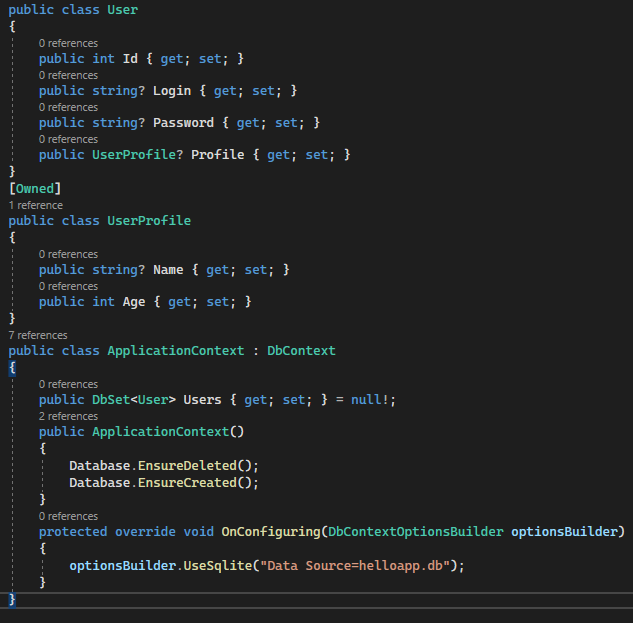 public class User
{
0 references
public int Id { get; set; }
0 references
public string? Login { get; set; }
0 references
public string? Password { get; set; }
0 references
public UserProfile? Profile { get; set; }
}
[Owned]
1 reference
public class UserProfile
{
0 references
public string? Name { get; set; }
0 references
public int Age { get; set; }
}
7 references
public class ApplicationContext : DbContext
{
0 references
public DbSet<User> Users { get; set; } = null!;
2 references
public ApplicationContext()
{
Database.EnsureDeleted();
Database.EnsureCreated();
}
0 references
protected override void OnConfiguring(DbContextOptionsBuilder optionsBuilder)
{
optionsBuilder.UseSqlite("Data Source=helloapp.db");
}
}